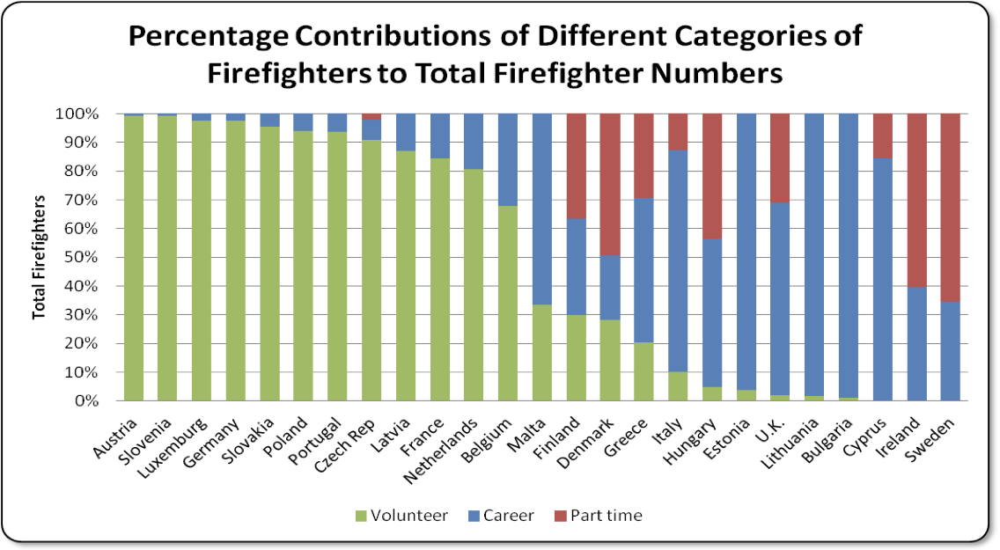 Percentage Contributions of Different Categories of
Firefighters to Total Firefighter Numbers
Total Firefighters
100%
90%
80%
70%
60%
50%
40%
30%
20%
10%
0%
Austria
Slovenia
Luxemburg
Germany
Slovakia
Poland
Portugal
Czech Rep
Latvia
France
Netherlands
Belgium
Malta
Finland
Denmark
Greece
Italy
Hungary
Estonia
U.K.
Lithuania
Bulgaria
Cyprus
Ireland
Sweden
Volunteer Career Part time